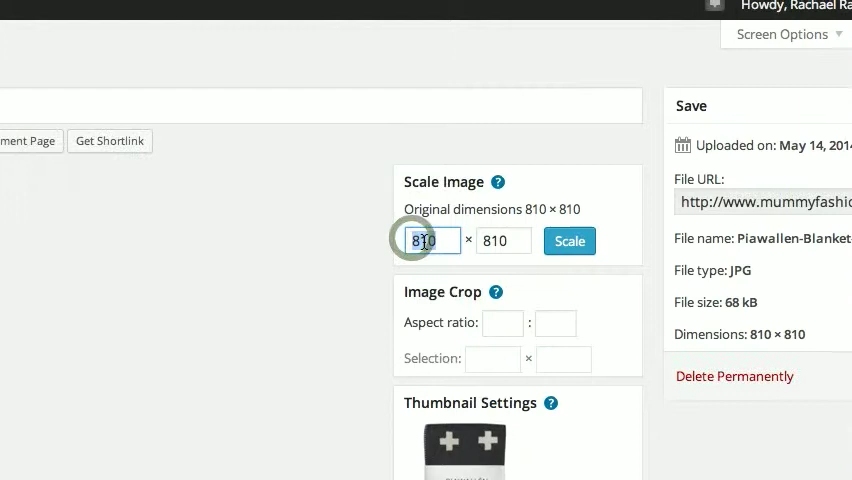 Howdy, Rachael Ra
Screen Options
ment Page
Get Shortlink
Scale Image ?
Original dimensions 810 × 810
810 × 810 Scale
Image Crop ?
Aspect ratio: :
Selection: ×
Thumbnail Settings ?
Save
Uploaded on: May 14, 2014
File URL:
http://www.mummyfashio
File name: Piawallen-Blanket-
File type: JPG
File size: 68 kB
Dimensions: 810 × 810
Delete Permanently